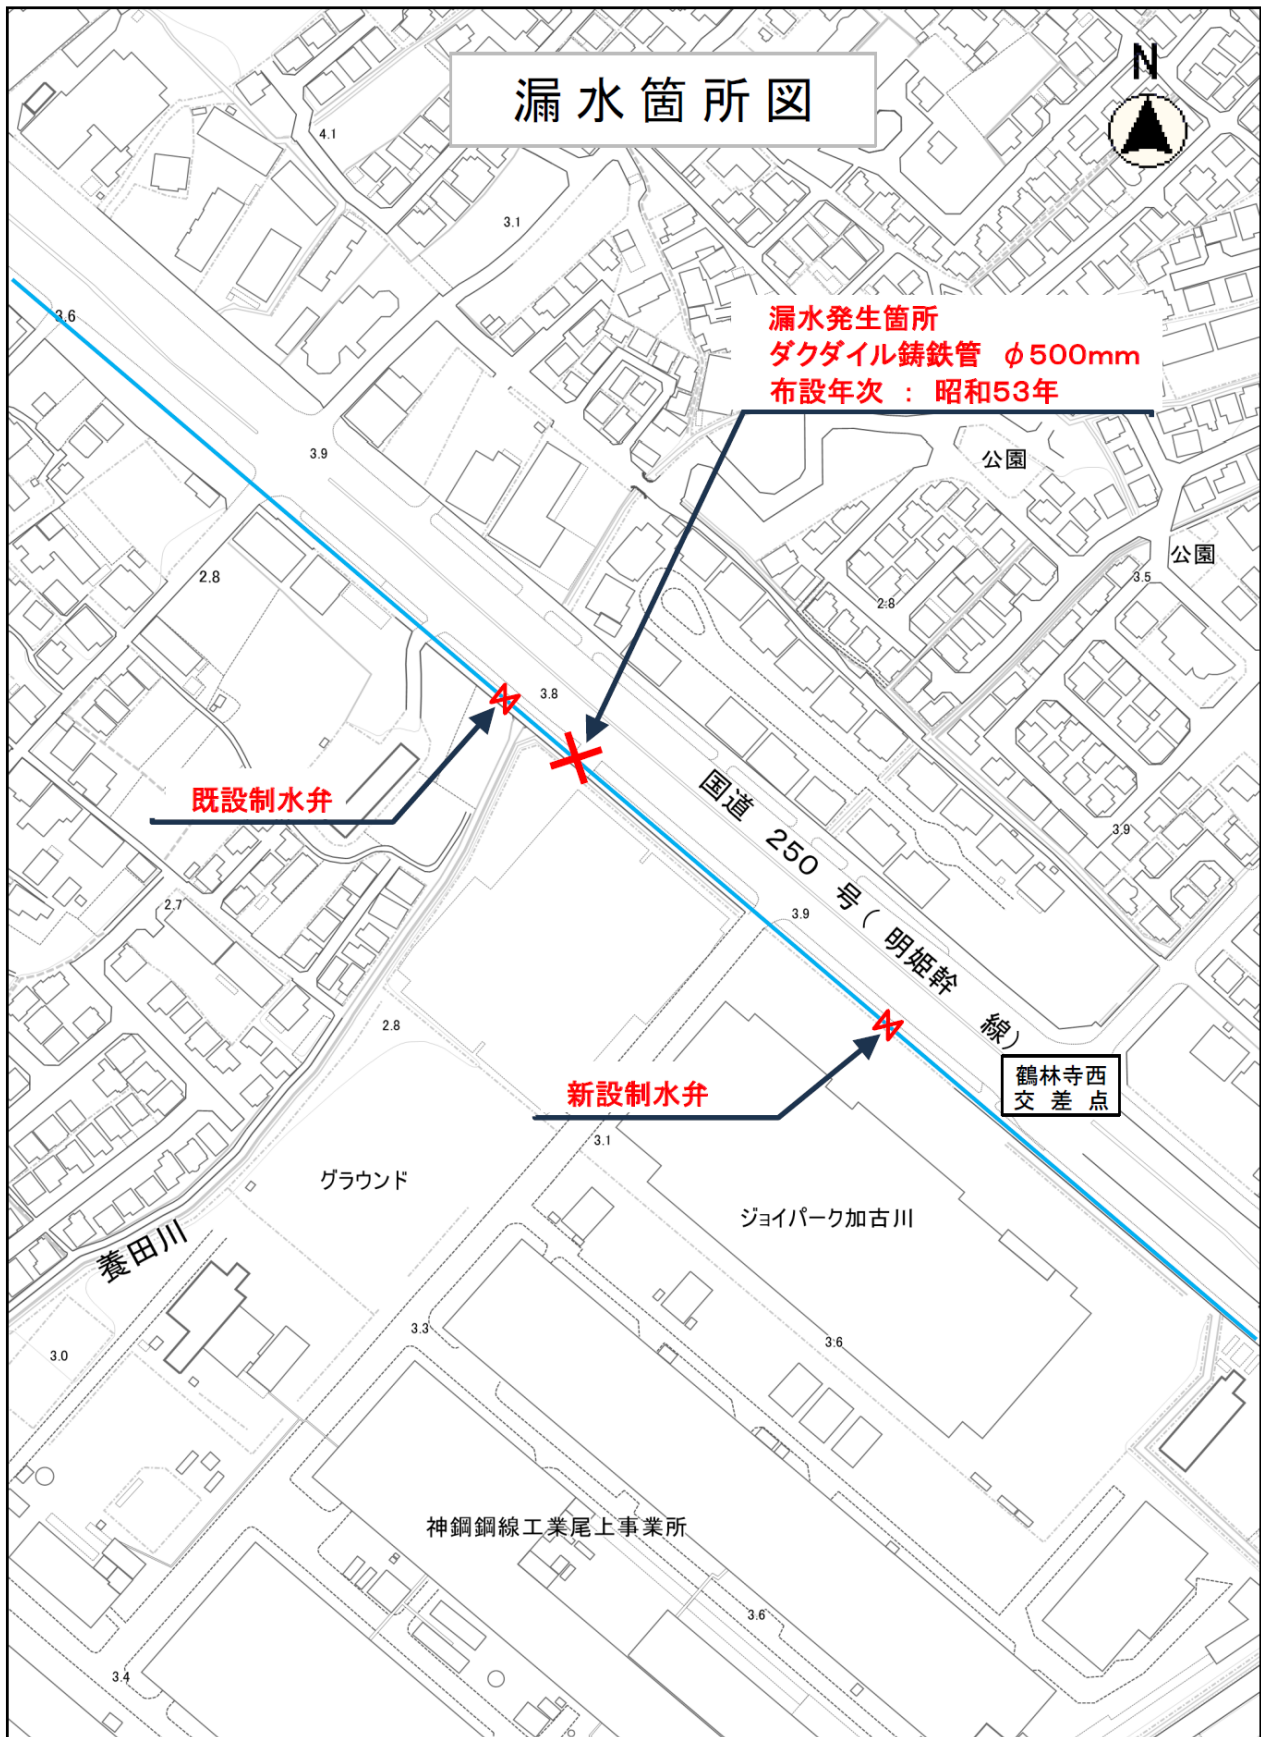 漏水箇所図
N
4.1
3.1
3.6
漏水発生箇所
ダクダイル鋳鉄管 φ500mm
布設年次 : 昭和53年
3.9
公園
公園
2.8
3.5
2.8
3.8
既設制水弁
国道 250 号( 明姫幹 線)
3.9
2.7
3.9
2.8
新設制水弁
鶴林寺西
交 差 点
3.1
グラウンド
ジョイパーク加古川
養田川
3.3
3.6
3.0
神鋼鋼線工業尾上事業所
3.6
3.4